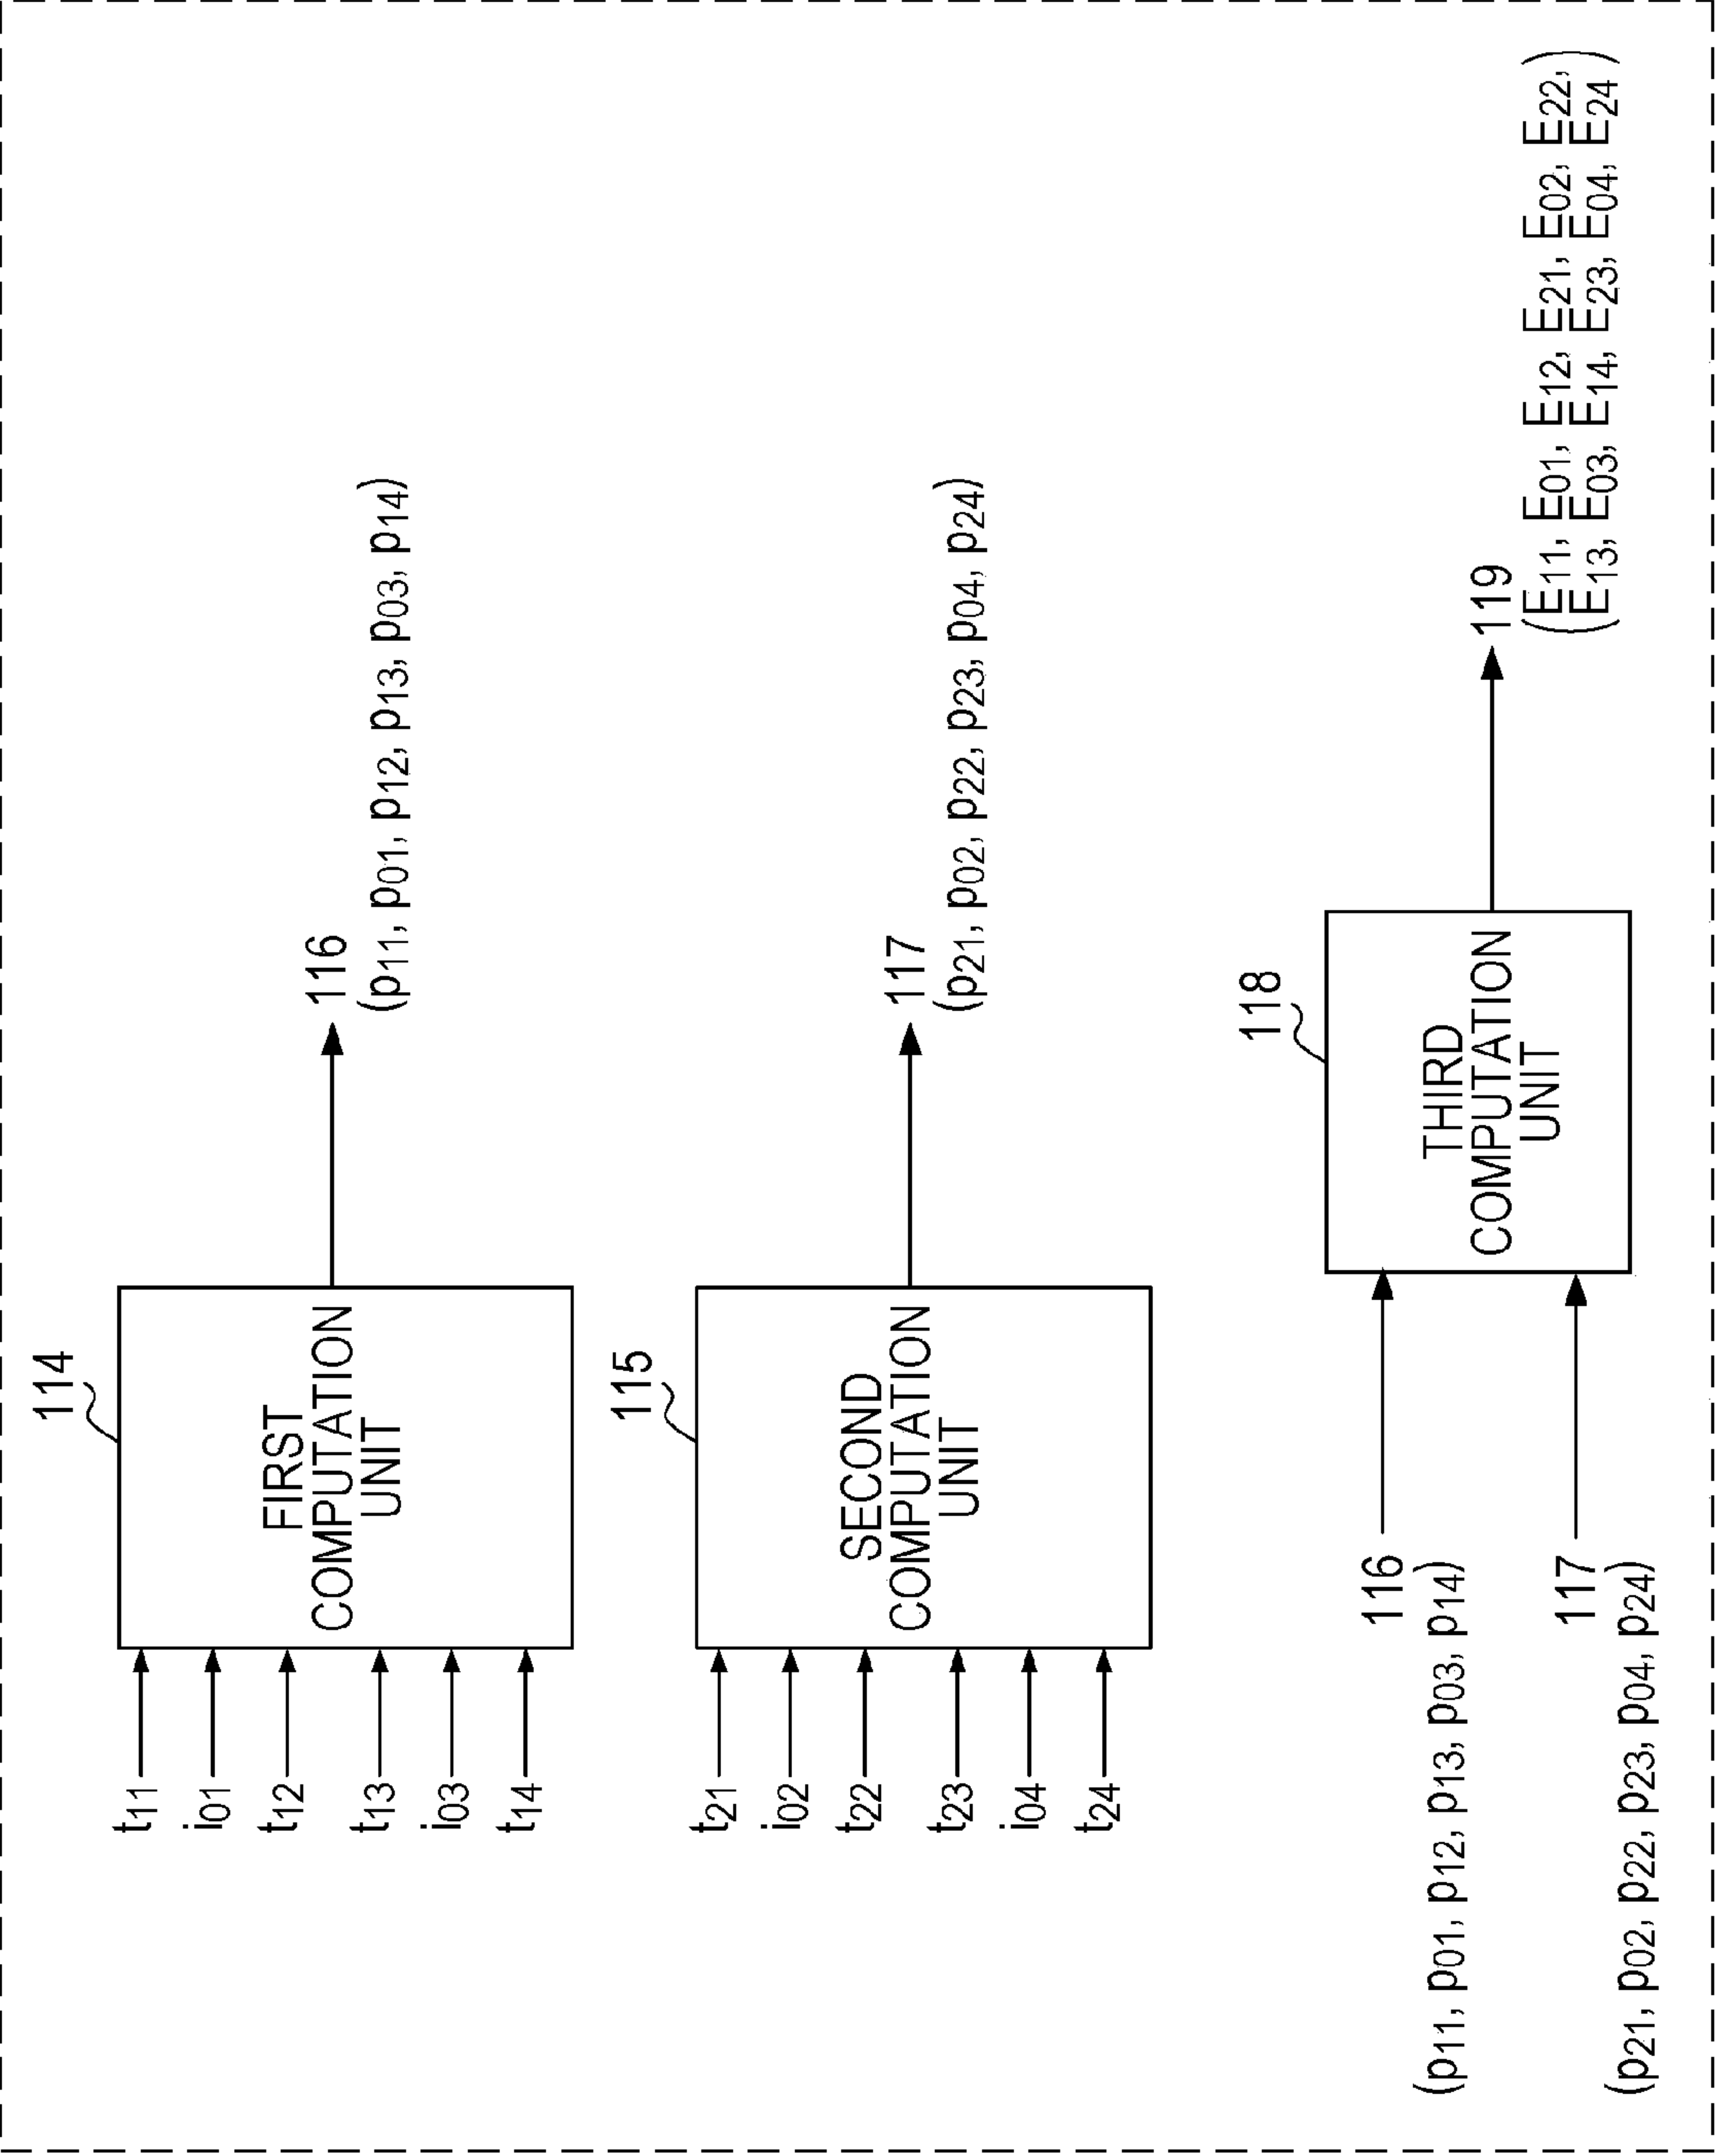 114
t11
i01
t12
t13
i03
t14
FIRST
COMPUTATION
UNIT
116
(p11, p01, p12, p13, p03, p14)
115
t21
i02
t22
t23
i04
t24
SECOND
COMPUTATION
UNIT
117
(p21, p02, p22, p23, p04, p24)
118
116
(p11, p01, p12, p13, p03, p14)
117
(p21, p02, p22, p23, p04, p24)
THIRD
COMPUTATION
UNIT
119
(E11, E01, E12, E21, E02, E22,
E13, E03, E14, E23, E04, E24)